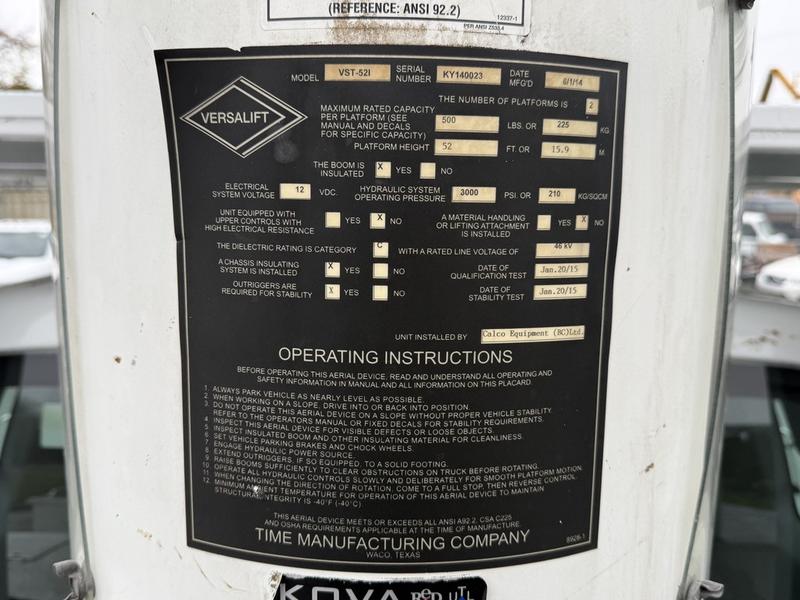 (REFERENCE: ANSI 92.2)
12337-1
PER ANSI Z535.4
VERSALIFT
MODEL VST-52I SERIAL NUMBER KY140023 DATE MFG'D 6/1/14
THE NUMBER OF PLATFORMS IS 2
MAXIMUM RATED CAPACITY
PER PLATFORM (SEE
MANUAL AND DECALS
FOR SPECIFIC CAPACITY)
500 LBS. OR 225 KG
PLATFORM HEIGHT 52 FT. OR 15.9 M.
THE BOOM IS
INSULATED
X YES NO
ELECTRICAL
SYSTEM VOLTAGE
12 VDC.
HYDRAULIC SYSTEM
OPERATING PRESSURE
3000 PSI. OR 210 KG/SQCM
UNIT EQUIPPED WITH
UPPER CONTROLS WITH
HIGH ELECTRICAL RESISTANCE
YES X NO
A MATERIAL HANDLING
OR LIFTING ATTACHMENT
IS INSTALLED
YES X NO
THE DIELECTRIC RATING IS CATEGORY C WITH A RATED LINE VOLTAGE OF 46 kV
A CHASSIS INSULATING
SYSTEM IS INSTALLED
X YES NO
DATE OF
QUALIFICATION TEST
Jan.20/15
OUTRIGGERS ARE
REQUIRED FOR STABILITY
X YES NO
DATE OF
STABILITY TEST
Jan.20/15
UNIT INSTALLED BY Calco Equipment (BC)Ltd.
OPERATING INSTRUCTIONS
BEFORE OPERATING THIS AERIAL DEVICE, READ AND UNDERSTAND ALL OPERATING AND
SAFETY INFORMATION IN MANUAL AND ALL INFORMATION ON THIS PLACARD.
1. ALWAYS PARK VEHICLE AS NEARLY LEVEL AS POSSIBLE.
2. WHEN WORKING ON A SLOPE, DRIVE INTO OR BACK INTO POSITION.
3. DO NOT OPERATE THIS AERIAL DEVICE ON A SLOPE WITHOUT PROPER VEHICLE STABILITY.
REFER TO THE OPERATORS MANUAL OR FIXED DECALS FOR STABILITY REQUIREMENTS.
4. INSPECT THIS AERIAL DEVICE FOR VISIBLE DEFECTS OR LOOSE OBJECTS.
5. INSPECT INSULATED BOOM AND OTHER INSULATING MATERIAL FOR CLEANLINESS.
6. SET VEHICLE PARKING BRAKES AND CHOCK WHEELS.
7. ENGAGE HYDRAULIC POWER SOURCE.
8. EXTEND OUTRIGGERS, IF SO EQUIPPED, TO A SOLID FOOTING.
9. RAISE BOOMS SUFFICIENTLY TO CLEAR OBSTRUCTIONS ON TRUCK BEFORE ROTATING.
10. OPERATE ALL HYDRAULIC CONTROLS SLOWLY AND DELIBERATELY FOR SMOOTH PLATFORM MOTION.
11. WHEN CHANGING THE DIRECTION OF ROTATION, COME TO A FULL STOP, THEN REVERSE CONTROL.
12. MINIMUM AMBIENT TEMPERATURE FOR OPERATION OF THIS AERIAL DEVICE TO MAINTAIN
STRUCTURAL INTEGRITY IS -40°F (-40°C)
THIS AERIAL DEVICE MEETS OR EXCEEDS ALL ANSI A92.2, CSA C225
AND OSHA REQUIREMENTS APPLICABLE AT THE TIME OF MANUFACTURE.
TIME MANUFACTURING COMPANY
WACO, TEXAS
8928-1
KOVA